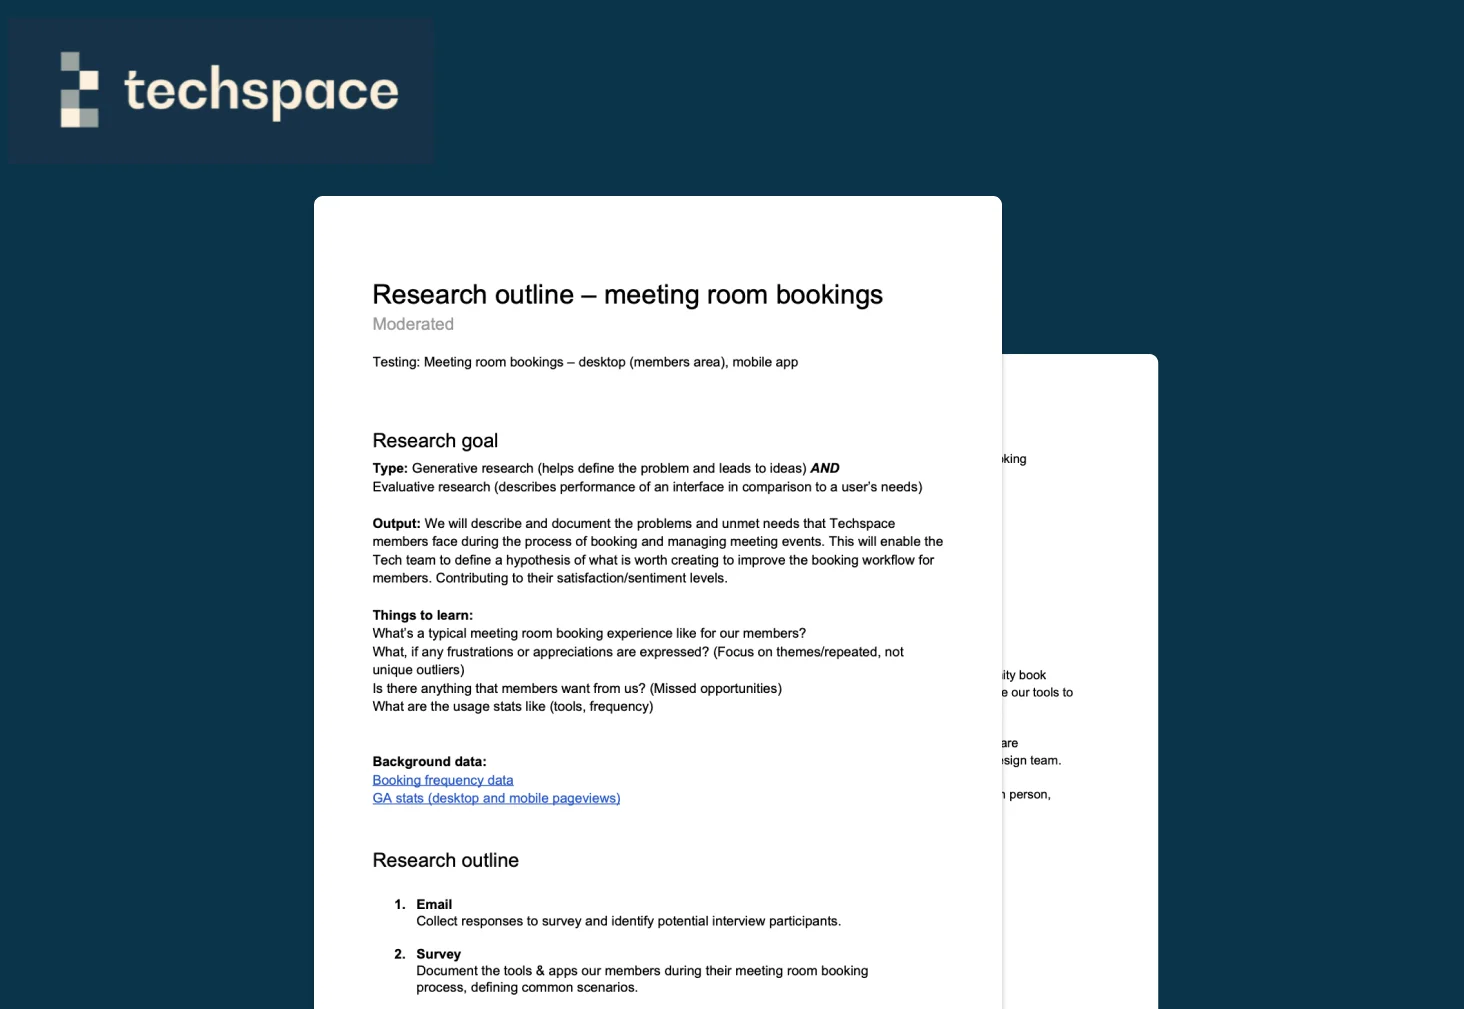 techspace
Research outline – meeting room bookings
Moderated
Testing: Meeting room bookings – desktop (members area), mobile app
Research goal
Type: Generative research (helps define the problem and leads to ideas) AND
Evaluative research (describes performance of an interface in comparison to a user’s needs)
Output: We will describe and document the problems and unmet needs that Techspace
members face during the process of booking and managing meeting events. This will enable the
Tech team to define a hypothesis of what is worth creating to improve the booking workflow for
members. Contributing to their satisfaction/sentiment levels.
Things to learn:
What’s a typical meeting room booking experience like for our members?
What, if any frustrations or appreciations are expressed? (Focus on themes/repeated, not
unique outliers)
Is there anything that members want from us? (Missed opportunities)
What are the usage stats like (tools, frequency)
Background data:
Booking frequency data
GA stats (desktop and mobile pageviews)
Research outline
1. Email
Collect responses to survey and identify potential interview participants.
2. Survey
Document the tools & apps our members during their meeting room booking
process, defining common scenarios.
book
our tools to
are
team.
person,